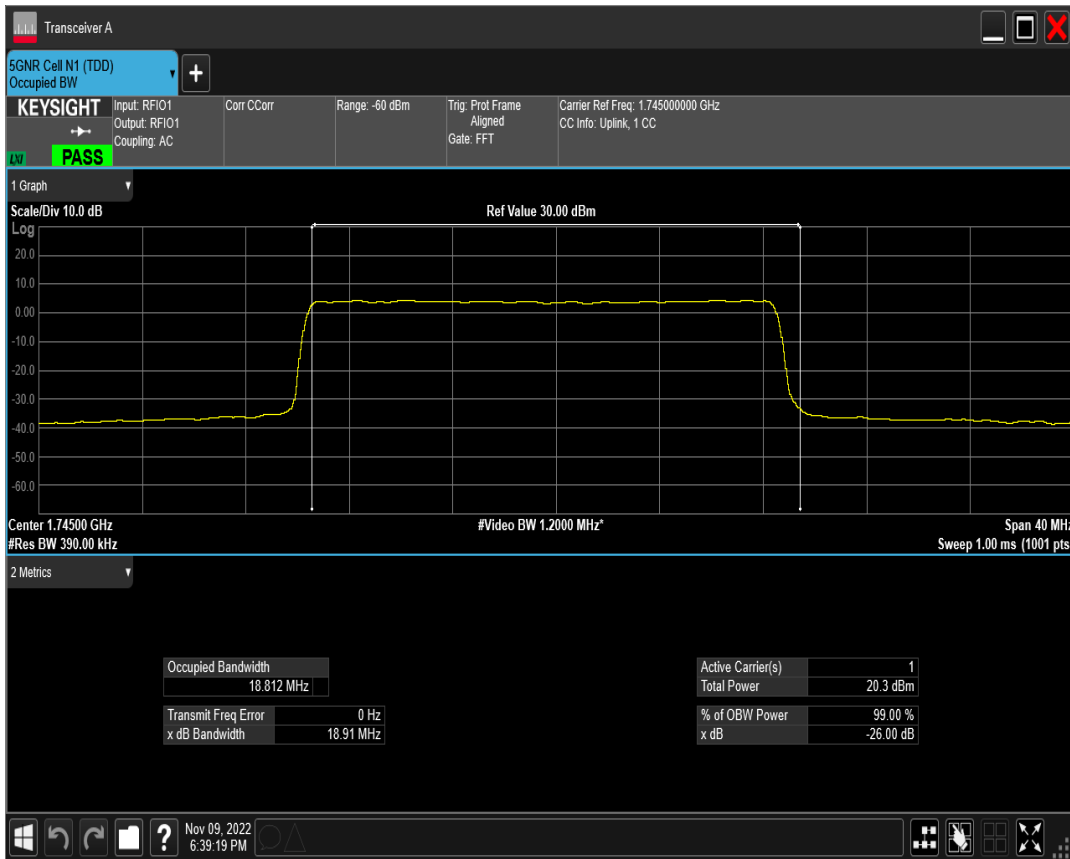 Transceiver A
5GNR Cell N1 (TDD)
Occupied BW
+
KEYSIGHT
LXI
PASS
Input: RFIO1
Output: RFIO1
Coupling: AC
Corr CCorr
Range: -60 dBm
Trig: Prot Frame
Aligned
Gate: FFT
Carrier Ref Freq: 1.745000000 GHz
CC Info: Uplink, 1 CC
1 Graph
Scale/Div 10.0 dB
Ref Value 30.00 dBm
Log
20.0
10.0
0.00
-10.0
-20.0
-30.0
-40.0
-50.0
-60.0
Center 1.74500 GHz
#Video BW 1.2000 MHz*
Span 40 MHz
#Res BW 390.00 kHz
Sweep 1.00 ms (1001 pts
2 Metrics
Occupied Bandwidth
18.812 MHz
Transmit Freq Error 0 Hz
x dB Bandwidth 18.91 MHz
Active Carrier(s) 1
Total Power 20.3 dBm
% of OBW Power 99.00 %
x dB -26.00 dB
?
Nov 09, 2022
6:39:19 PM